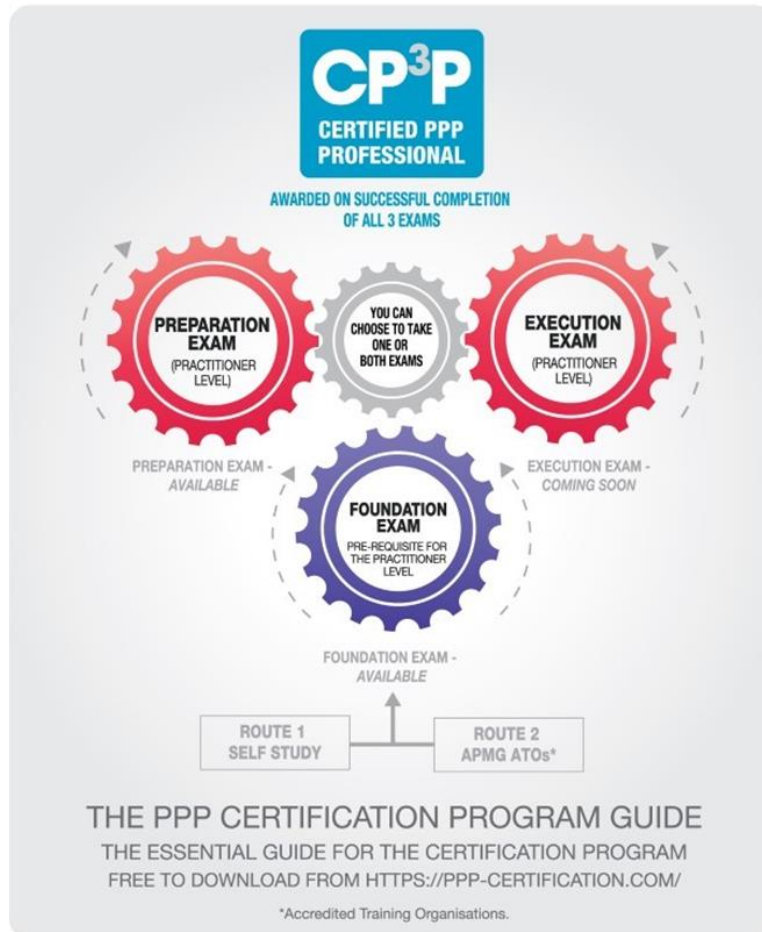 CP³P
CERTIFIED PPP
PROFESSIONAL
AWARDED ON SUCCESSFUL COMPLETION
OF ALL 3 EXAMS
PREPARATION
EXAM
(PRACTITIONER
LEVEL)
YOU CAN
CHOOSE TO TAKE
ONE OR
BOTH EXAMS
EXECUTION
EXAM
(PRACTITIONER
LEVEL)
PREPARATION EXAM -
AVAILABLE
EXECUTION EXAM -
COMING SOON
FOUNDATION
EXAM
PRE-REQUISITE FOR
THE PRACTITIONER
LEVEL
FOUNDATION EXAM -
AVAILABLE
ROUTE 1
SELF STUDY
ROUTE 2
APMG ATOs*
THE PPP CERTIFICATION PROGRAM GUIDE
THE ESSENTIAL GUIDE FOR THE CERTIFICATION PROGRAM
FREE TO DOWNLOAD FROM HTTPS://PPP-CERTIFICATION.COM/
*Accredited Training Organisations.